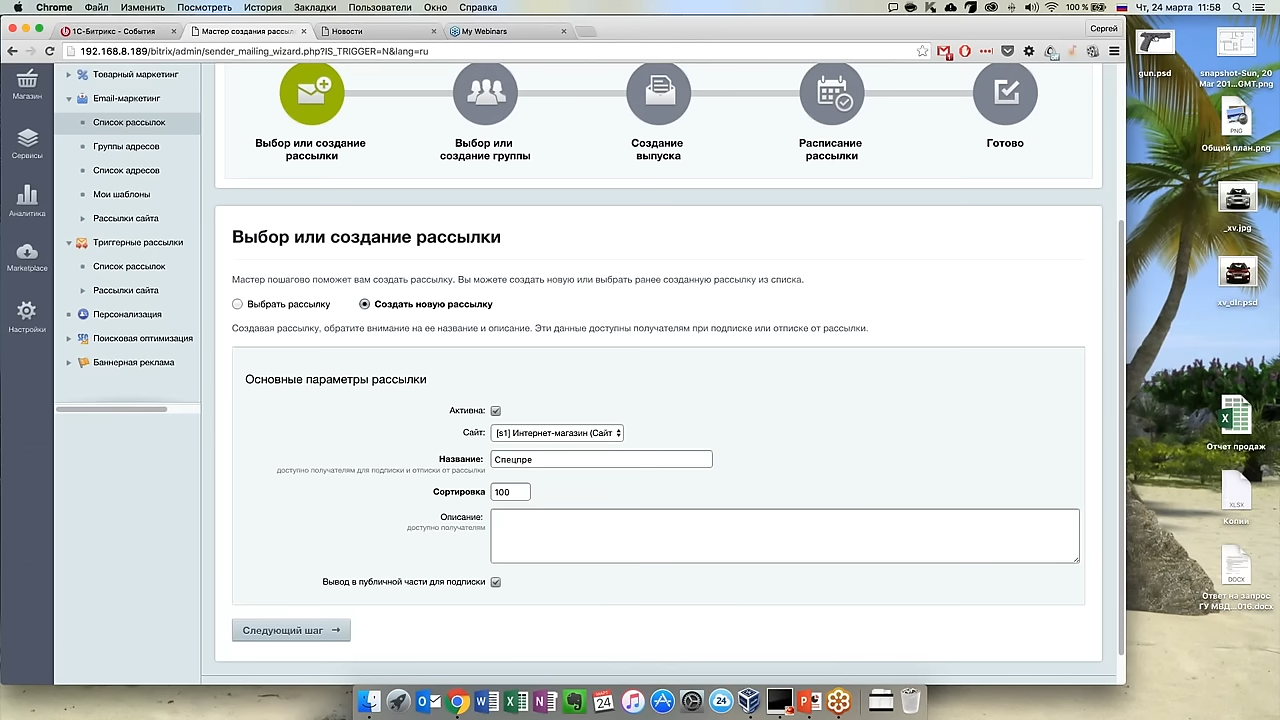 Chrome Файл Изменить Посмотреть История Закладки Пользователи Окно Справка
100 % Чт, 24 марта 11:58
1С-Битрикс - События
Мастер создания рассыл
Новости
My Webinars
Сергей
192.168.8.189/bitrix/admin/sender_mailing_wizard.php?IS_TRIGGER=N&lang=ru
Магазин
Сервисы
Аналитика
Marketplace
Настройки
Товарный маркетинг
Email-маркетинг
Список рассылок
Группы адресов
Список адресов
Мои шаблоны
Рассылки сайта
Триггерные рассылки
Список рассылок
Рассылки сайта
Персонализация
Поисковая оптимизация
Баннерная реклама
Выбор или создание
рассылки
Выбор или
создание группы
Создание
выпуска
Расписание
рассылки
Готово
Выбор или создание рассылки
Мастер пошагово поможет вам создать рассылку. Вы можете создать новую или выбрать ранее созданную рассылку из списка.
Выбрать рассылку
Создать новую рассылку
Создавая рассылку, обратите внимание на ее название и описание. Эти данные доступны получателям при подписке или отписке от рассылки.
Основные параметры рассылки
Активна:
Сайт: [s1] Интернет-магазин (Сайт
Название: Спецпре
доступно получателям для подписки и отписки от рассылки
Сортировка 100
Описание:
доступно получателям
Вывод в публичной части для подписки
Следующий шаг →
gun.psd
snapshot-Sun, 20
Mar 201...GMT.png
PNG
Общий план.png
_xv.jpg
xv_dlr.psd
Отчет продаж
XLSX
Копии
DOCX
Ответ на запрос
ГУ МВД...016.docx
МАРТ
24
24